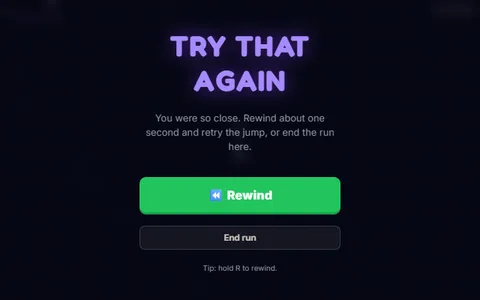 TRY THAT
AGAIN
You were so close. Rewind about one
second and retry the jump, or end the run
here.
⏪ Rewind
End run
Tip: hold R to rewind.